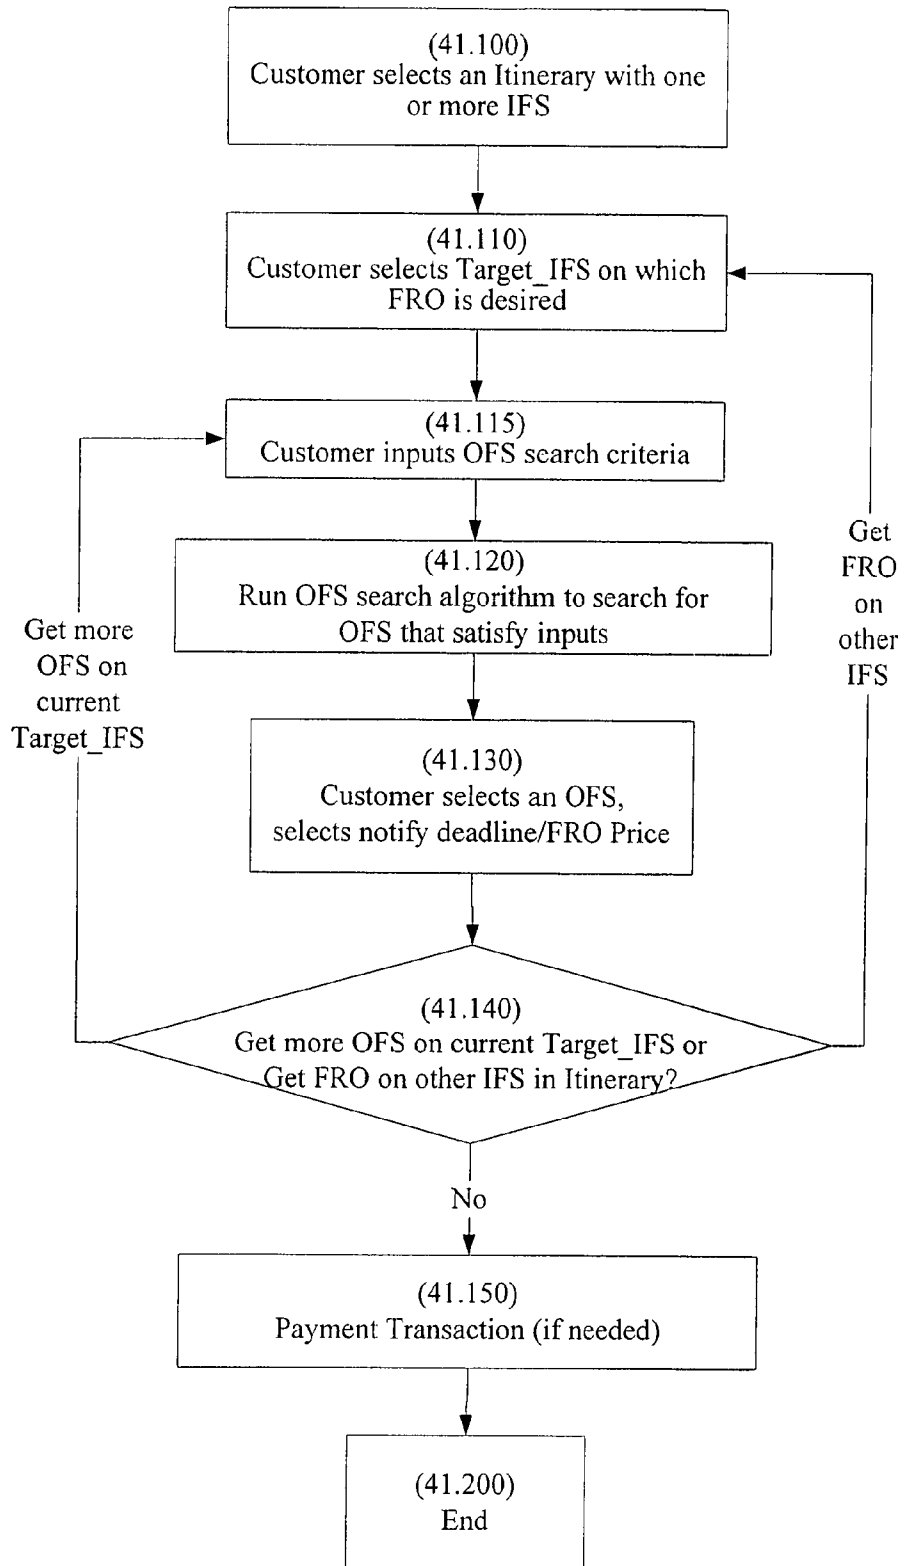 (41.100)
Customer selects an Itinerary with one
or more IFS
(41.110)
Customer selects Target_IFS on which
FRO is desired
(41.115)
Customer inputs OFS search criteria
(41.120)
Run OFS search algorithm to search for
OFS that satisfy inputs
Get more
OFS on
current
Target_IFS
Get
FRO
on
other
IFS
(41.130)
Customer selects an OFS,
selects notify deadline/FRO Price
(41.140)
Get more OFS on current Target_IFS or
Get FRO on other IFS in Itinerary?
No
(41.150)
Payment Transaction (if needed)
(41.200)
End